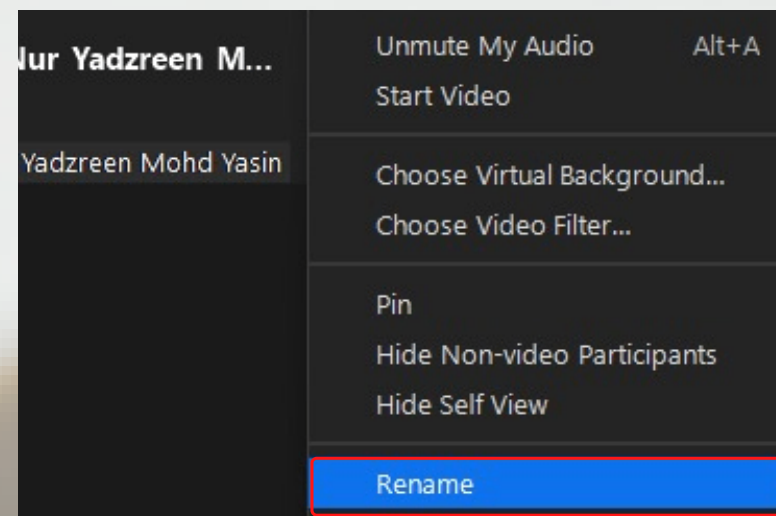 Nur Yadzreen M...
Yadzreen Mohd Yasin
Unmute My Audio Alt+A
Start Video
Choose Virtual Background...
Choose Video Filter...
Pin
Hide Non-video Participants
Hide Self View
Rename